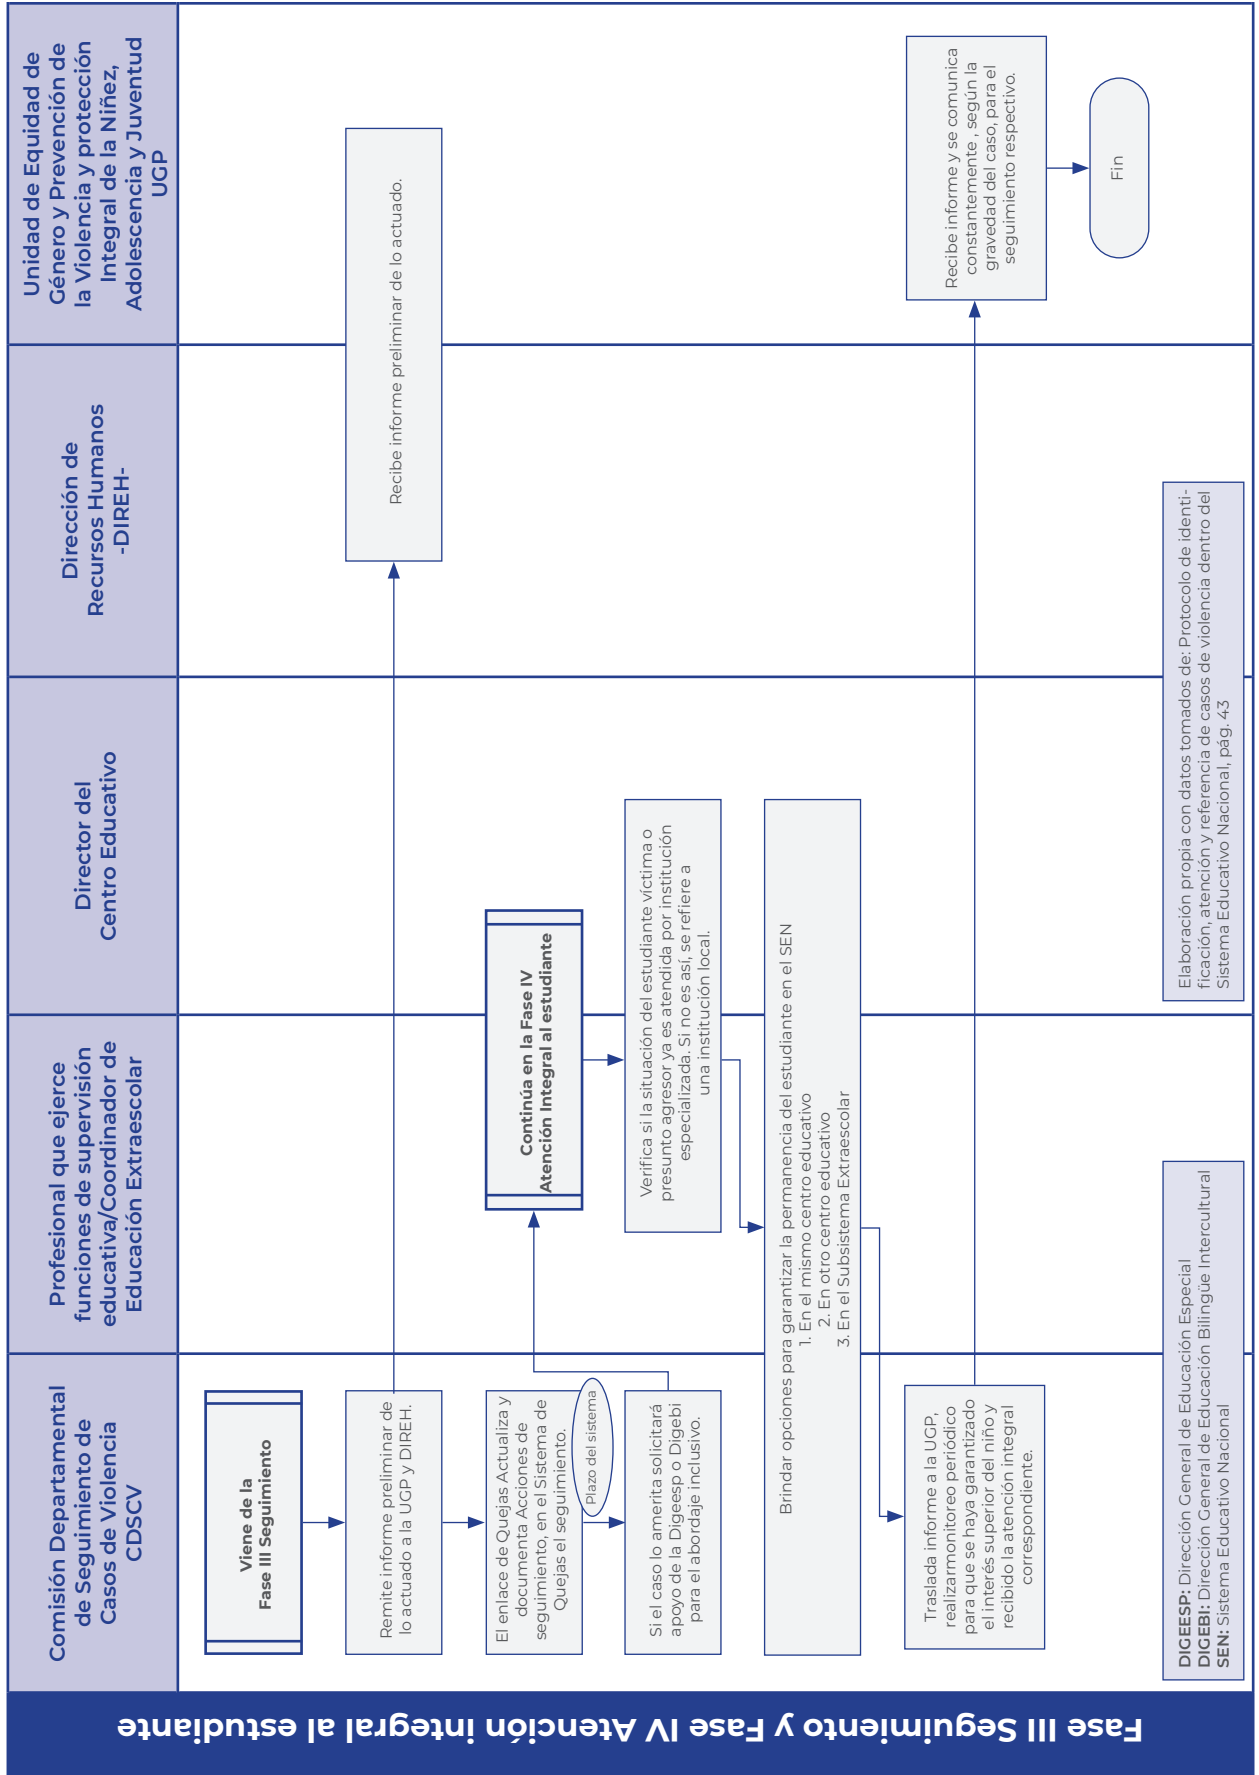 Fase III Seguimiento y Fase IV Atención integral al estudiante
Comisión Departamental
de Seguimiento de
Casos de Violencia
CDSCV
Profesional que ejerce
funciones de supervisión
educativa/Coordinador de
Educación Extraescolar
Director del
Centro Educativo
Dirección de
Recursos Humanos
-DIREH-
Unidad de Equidad de
Género y Prevención de
la Violencia y protección
Integral de la Niñez,
Adolescencia y Juventud
UGP
Viene de la
Fase III Seguimiento
Remite informe preliminar de
lo actuado a la UGP y DIREH.
Recibe informe preliminar de lo actuado.
El enlace de Quejas Actualiza y
documenta Acciones de
seguimiento, en el Sistema de
Quejas el seguimiento.
Plazo del sistema
Si el caso lo amerita solicitará
apoyo de la Digeesp o Digebi
para el abordaje inclusivo.
Continúa en la Fase IV
Atención Integral al estudiante
Verifica si la situación del estudiante víctima o
presunto agresor ya es atendida por institución
especializada. Si no es así, se refiere a
una institución local.
Brindar opciones para garantizar la permanencia del estudiante en el SEN
1. En el mismo centro educativo
2. En otro centro educativo
3. En el Subsistema Extraescolar
Traslada informe a la UGP,
realizarmonitoreo periódico
para que se haya garantizado
el interés superior del niño y
recibido la atención integral
correspondiente.
Recibe informe y se comunica
constantemente , según la
gravedad del caso, para el
seguimiento respectivo.
Fin
DIGEESP: Dirección General de Educación Especial
DIGEBI: Dirección General de Educación Bilingüe Intercultural
SEN: Sistema Educativo Nacional
Elaboración propia con datos tomados de: Protocolo de identi-
ficación, atención y referencia de casos de violencia dentro del
Sistema Educativo Nacional, pág. 43